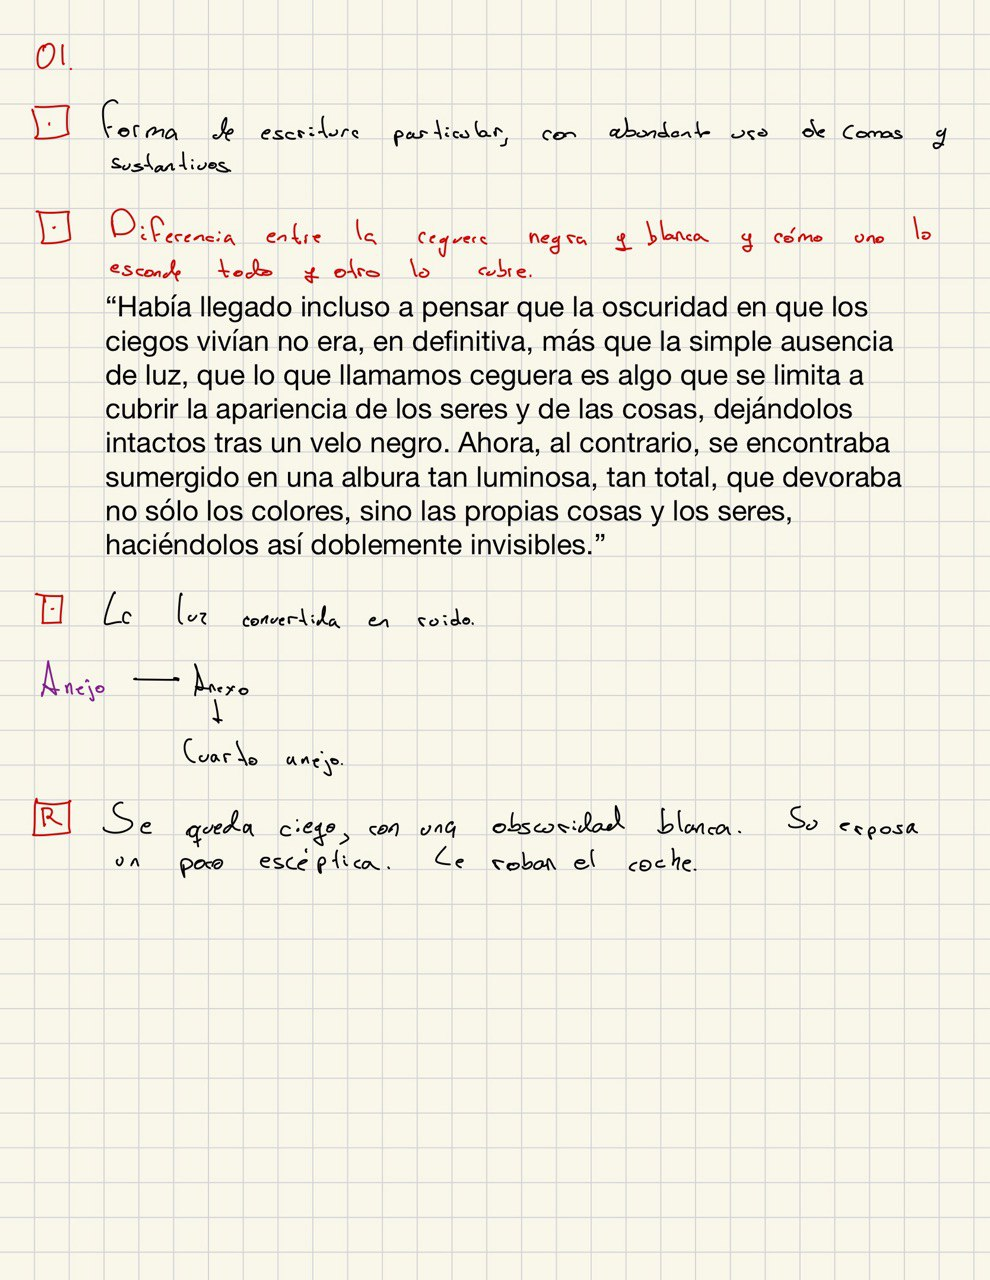 01.
Forma de escritura particular, con abundante uso de comas y
sustantivos
Diferencia entre la ceguera negra y blanca y cómo uno lo
esconde todo y otro lo cubre.
“Había llegado incluso a pensar que la oscuridad en que los
ciegos vivían no era, en definitiva, más que la simple ausencia
de luz, que lo que llamamos ceguera es algo que se limita a
cubrir la apariencia de los seres y de las cosas, dejándolos
intactos tras un velo negro. Ahora, al contrario, se encontraba
sumergido en una albura tan luminosa, tan total, que devoraba
no sólo los colores, sino las propias cosas y los seres,
haciéndolos así doblemente invisibles.”
La luz convertida en ruido.
Anejo — Anexo
↓
Cuarto anejo.
R Se queda ciego, con una obscuridad blanca. Su esposa
un poco escéptica. Le roban el coche.